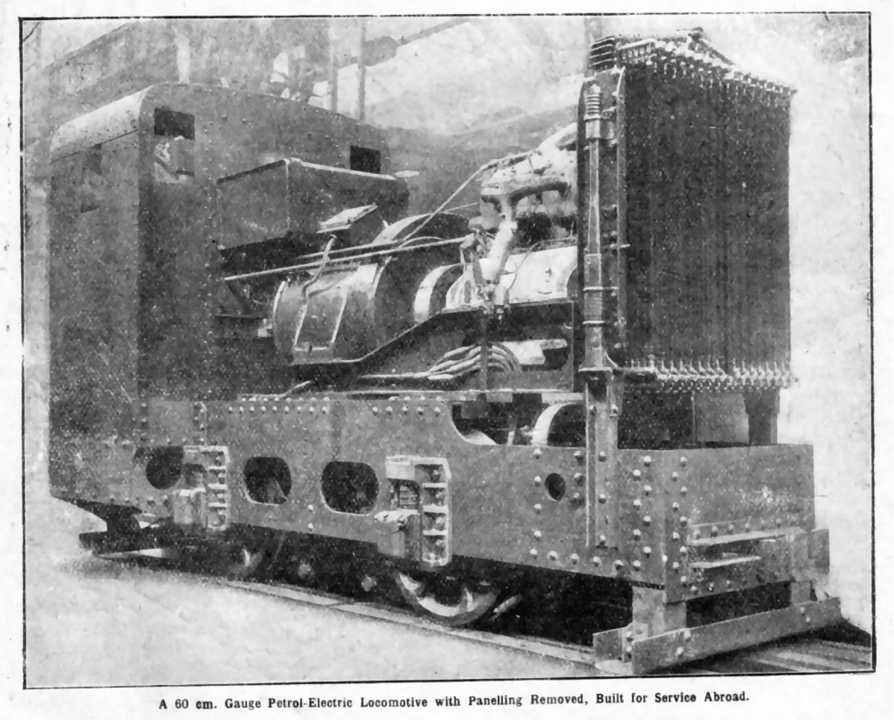 A 60 cm. Gauge Petrol-Electric Locomotive with Panelling Removed, Built for Service Abroad.